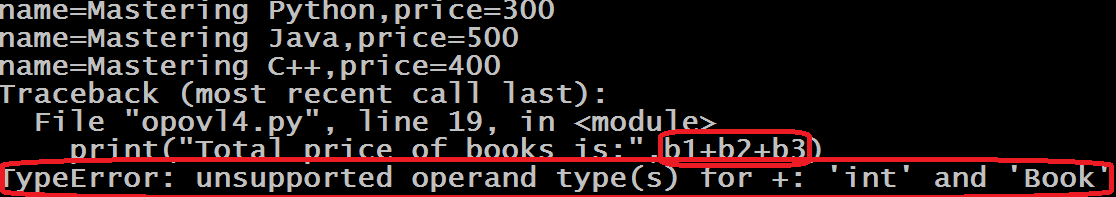 name=Mastering Python,price=300
name=Mastering Java,price=500
name=Mastering C++,price=400
Traceback (most recent call last):
  File "opovl4.py", line 19, in <module>
    print("Total price of books is:",b1+b2+b3)
TypeError: unsupported operand type(s) for +: 'int' and 'Book'